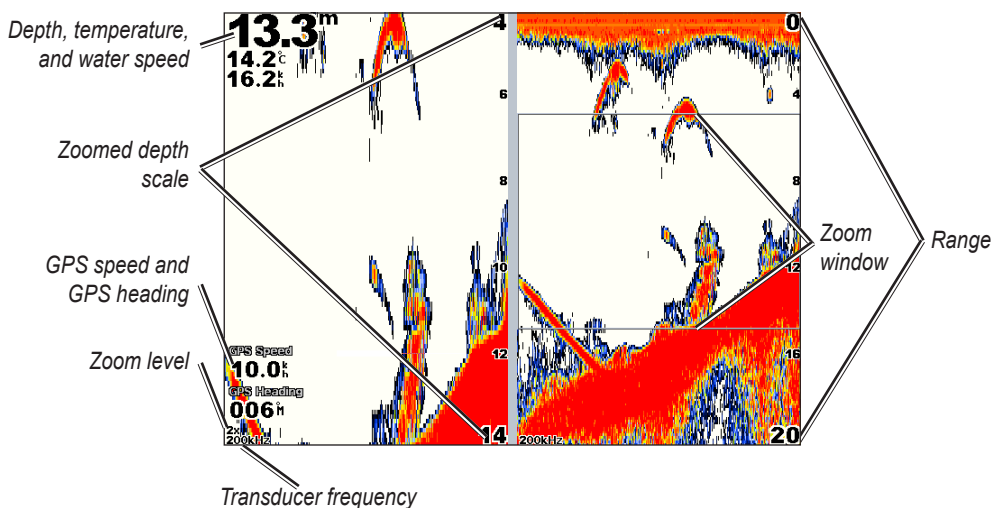 Depth, temperature,
and water speed
Zoomed depth
scale
GPS speed and
GPS heading
Zoom level
Transducer frequency
13.3m
14.2°C
16.2kh
4
6
8
10
12
14
GPS Speed
10.0kh
GPS Heading
006°M
2x
200kHz
0
4
8
12
16
20
200kHz
Zoom
window
Range